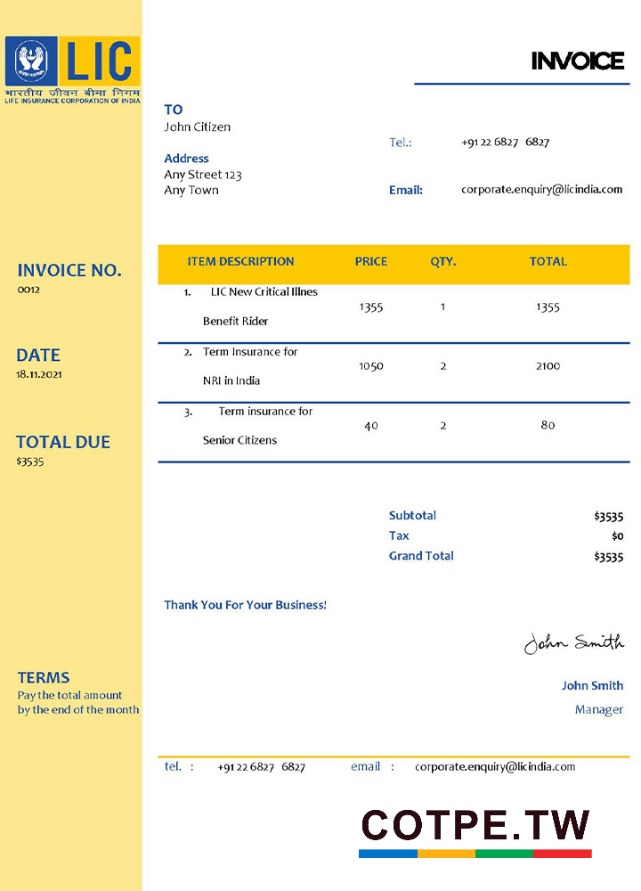 LIC
भारतीय जीवन बीमा निगम
LIFE INSURANCE CORPORATION OF INDIA
INVOICE
TO
John Citizen
Address
Any Street 123
Any Town
Tel.: +91 22 6827 6827
Email: corporate.enquiry@licindia.com
INVOICE NO.
0012
DATE
18.11.2021
TOTAL DUE
$3535
ITEM DESCRIPTION PRICE QTY. TOTAL
1. LIC New Critical Illnes
Benefit Rider
1355 1 1355
2. Term Insurance for
NRI in India
1050 2 2100
3. Term insurance for
Senior Citizens
40 2 80
Subtotal $3535
Tax $0
Grand Total $3535
Thank You For Your Business!
John Smith
John Smith
Manager
TERMS
Pay the total amount
by the end of the month
tel. : +91 22 6827 6827 email : corporate.enquiry@licindia.com
COTPE.TW